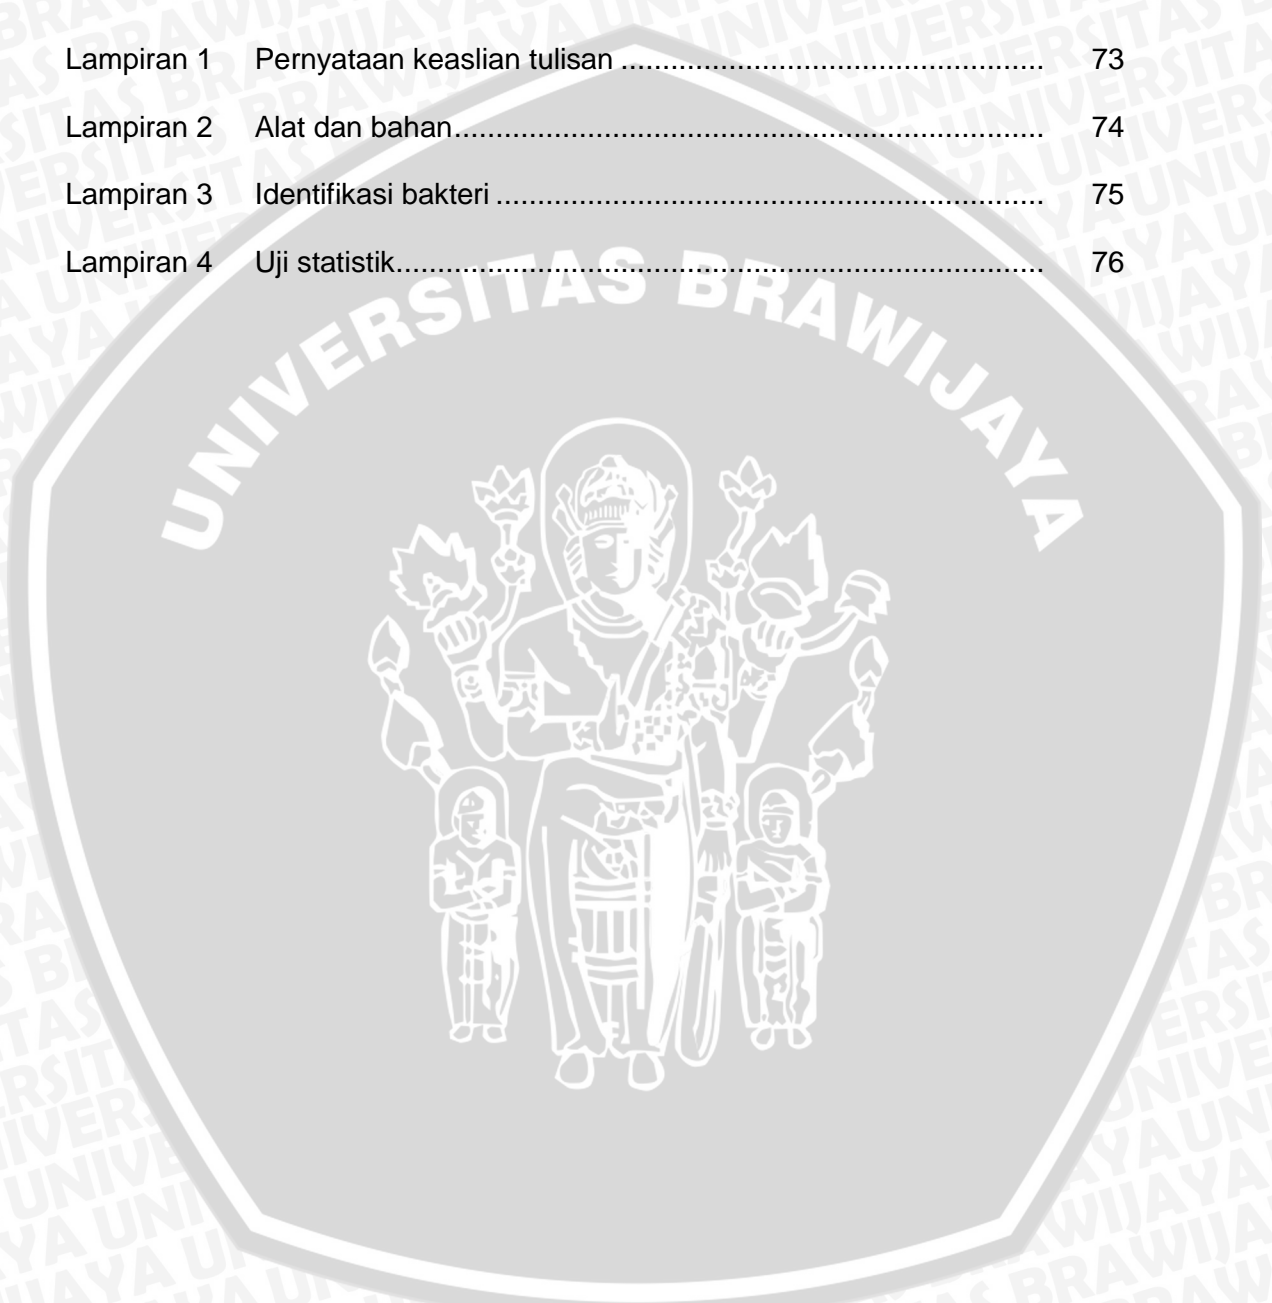 Lampiran 1 Pernyataan keaslian tulisan .................................................. 73
Lampiran 2 Alat dan bahan...................................................................... 74
Lampiran 3 Identifikasi bakteri ................................................................. 75
Lampiran 4 Uji statistik............................................................................. 76
UNIVERSITAS BRAWIJAYA